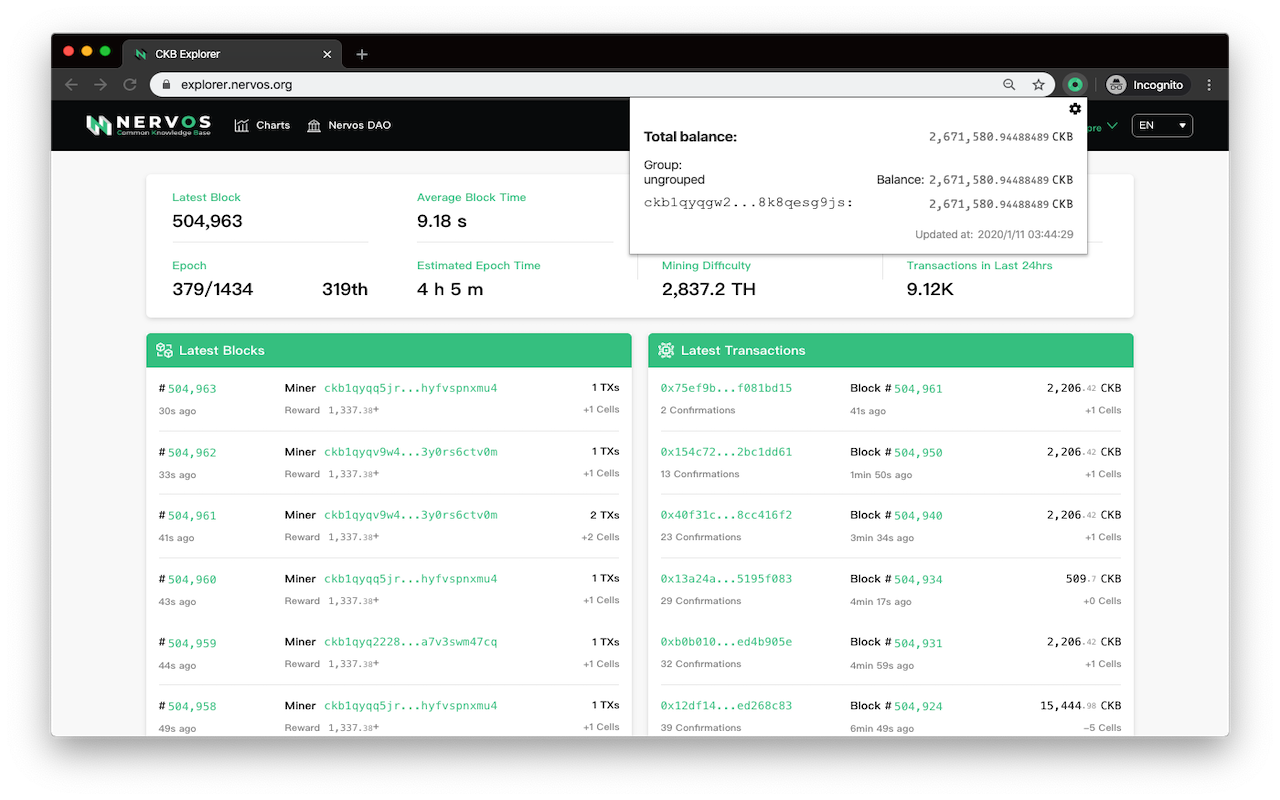 CKB Explorer
explorer.nervos.org
Incognito
NERVOS
Common Knowledge Base
Charts
Nervos DAO
EN
Total balance: 2,671,580.94488489 CKB
Group:
ungrouped Balance: 2,671,580.94488489 CKB
ckb1qyqgw2...8k8qesg9js: 2,671,580.94488489 CKB
Updated at: 2020/1/11 03:44:29
Latest Block
504,963
Average Block Time
9.18 s
Epoch
379/1434 319th
Estimated Epoch Time
4 h 5 m
Mining Difficulty
2,837.2 TH
Transactions in Last 24hrs
9.12K
Latest Blocks
# 504,963 Miner ckb1qyqq5jr...hyfvspnxmu4 1 TXs
30s ago Reward 1,337.38+ +1 Cells
# 504,962 Miner ckb1qyqv9w4...3y0rs6ctv0m 1 TXs
33s ago Reward 1,337.38+ +1 Cells
# 504,961 Miner ckb1qyqv9w4...3y0rs6ctv0m 2 TXs
41s ago Reward 1,337.38+ +2 Cells
# 504,960 Miner ckb1qyqq5jr...hyfvspnxmu4 1 TXs
43s ago Reward 1,337.38+ +1 Cells
# 504,959 Miner ckb1qyq2228...a7v3swm47cq 1 TXs
44s ago Reward 1,337.38+ +1 Cells
# 504,958 Miner ckb1qyqq5jr...hyfvspnxmu4 1 TXs
49s ago Reward 1,337.38+ +1 Cells
Latest Transactions
0x75ef9b...f081bd15 Block # 504,961 2,206.42 CKB
2 Confirmations 41s ago +1 Cells
0x154c72...2bc1dd61 Block # 504,950 2,206.42 CKB
13 Confirmations 1min 50s ago +1 Cells
0x40f31c...8cc416f2 Block # 504,940 2,206.42 CKB
23 Confirmations 3min 34s ago +1 Cells
0x13a24a...5195f083 Block # 504,934 509.7 CKB
29 Confirmations 4min 17s ago +0 Cells
0xb0b010...ed4b905e Block # 504,931 2,206.42 CKB
32 Confirmations 4min 59s ago +1 Cells
0x12df14...ed268c83 Block # 504,924 15,444.98 CKB
39 Confirmations 6min 49s ago −5 Cells